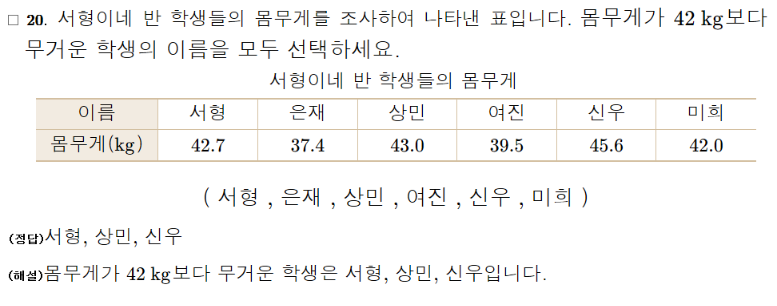 □ 20. 서형이네 반 학생들의 몸무게를 조사하여 나타낸 표입니다. 몸무게가 42 kg보다
무거운 학생의 이름을 모두 선택하세요.
서형이네 반 학생들의 몸무게
이름 서형 은재 상민 여진 신우 미희
몸무게(kg) 42.7 37.4 43.0 39.5 45.6 42.0
( 서형 , 은재 , 상민 , 여진 , 신우 , 미희 )
(정답)서형, 상민, 신우
(해설)몸무게가 42 kg보다 무거운 학생은 서형, 상민, 신우입니다.